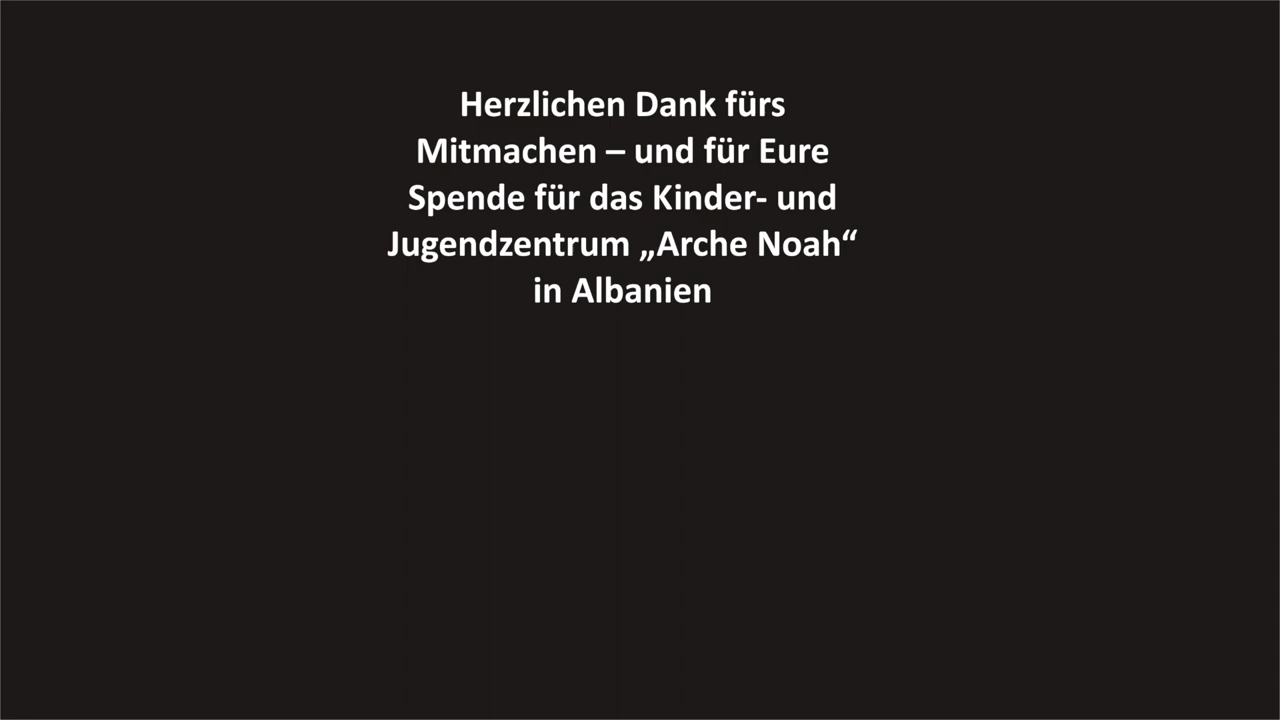 Herzlichen Dank fürs
Mitmachen – und für Eure
Spende für das Kinder- und
Jugendzentrum „Arche Noah“
in Albanien